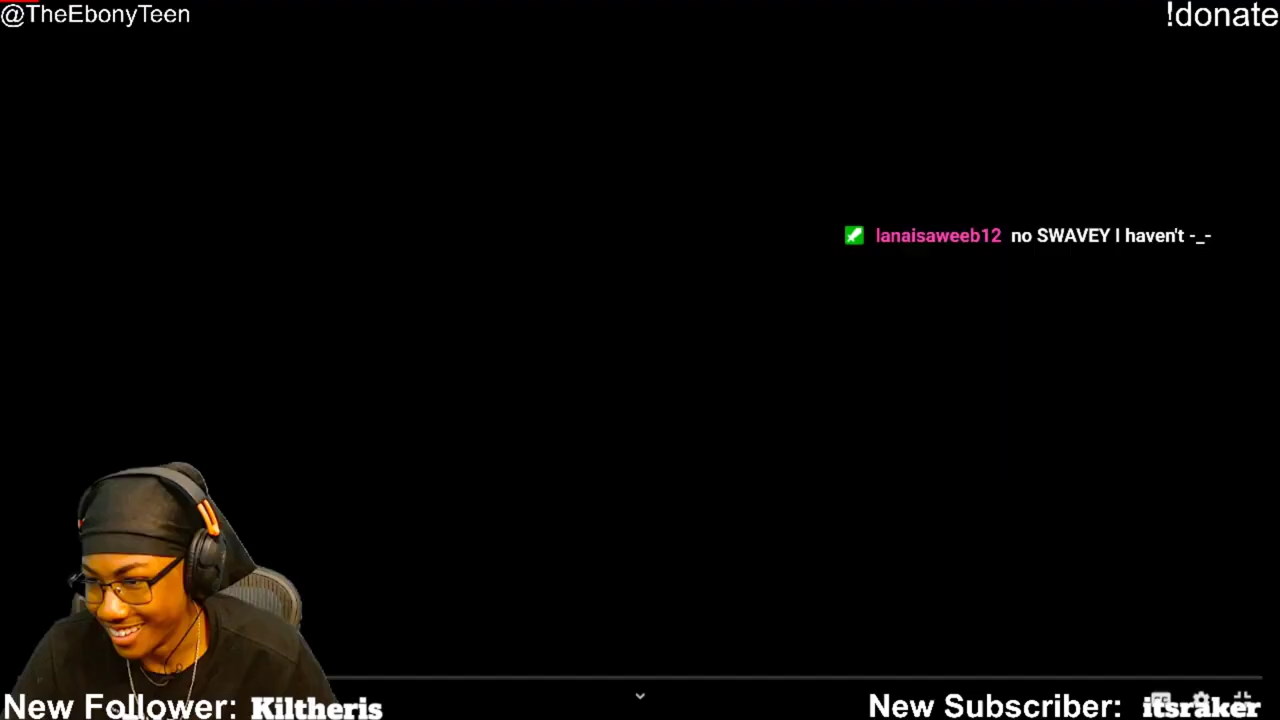 @TheEbonyTeen
!donate
lanaisaweeb12 no SWAVEY I haven't -_-
New Follower: Kiltheris
New Subscriber: itsraker